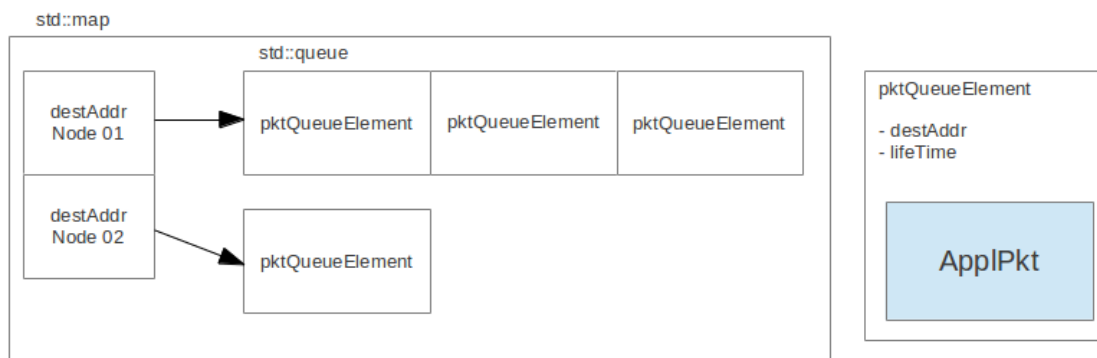 std::map
std::queue
destAddr
Node 01
pktQueueElement
pktQueueElement
pktQueueElement
destAddr
Node 02
pktQueueElement
pktQueueElement
- destAddr
- lifeTime
ApplPkt